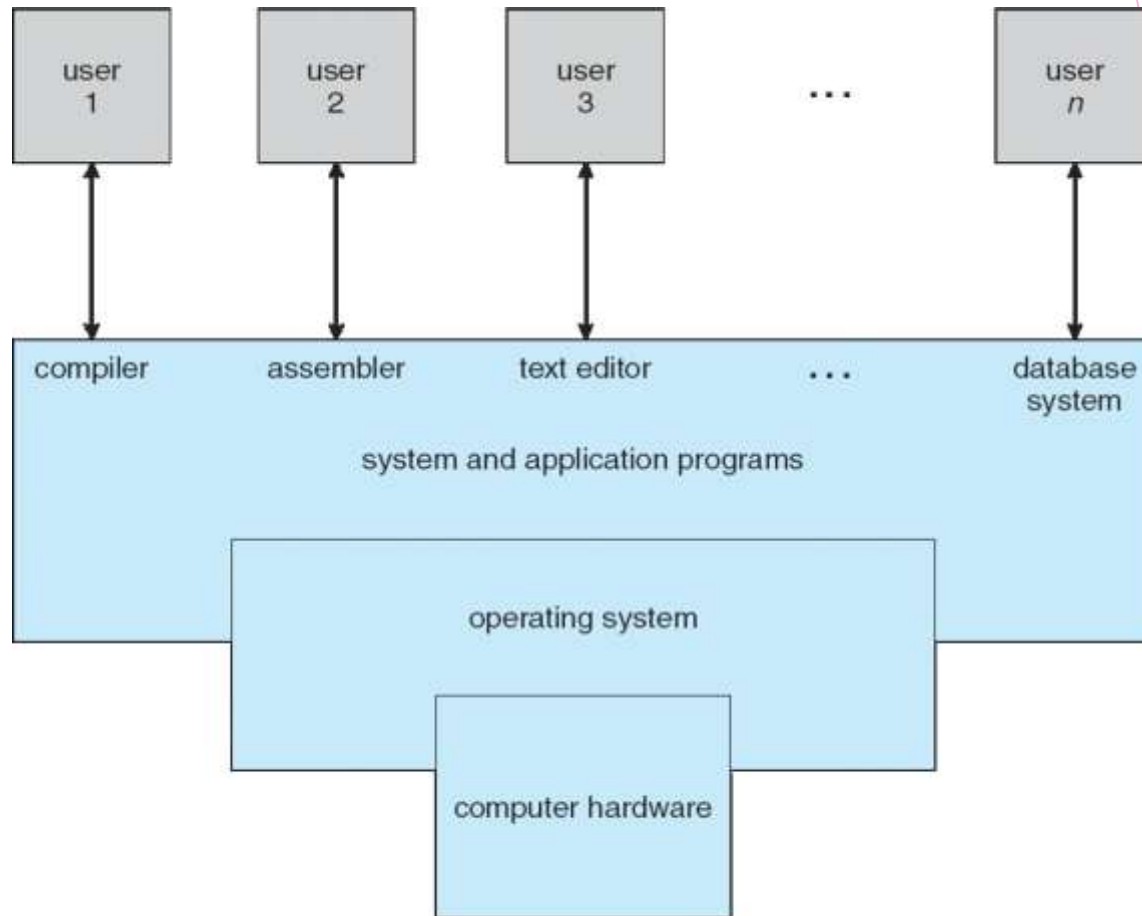 user
1
user
2
user
3
...
user
n
compiler
assembler
text editor
...
database
system
system and application programs
operating system
computer hardware